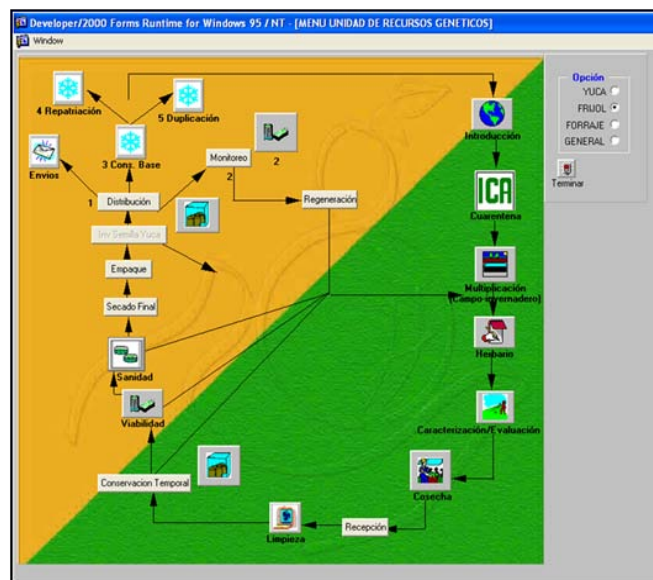 Developer/2000 Forms Runtime for Windows 95 / NT - [MENU UNIDAD DE RECURSOS GENETICOS]
Window
4 Repatriación
5 Duplicación
Envios
3 Cons. Base
Monitoreo
2
2
Introducción
Opción
YUCA
FRIJOL
FORRAJE
GENERAL
Terminar
1
Distribución
Regeneración
ICA
Cuarentena
Inv Semilla Yuca
Empaque
Multiplicación
(Campo-invernadero)
Secado Final
Herbario
Sanidad
Viabilidad
Caracterización/Evaluación
Conservacion Temporal
Cosecha
Recepción
Limpieza